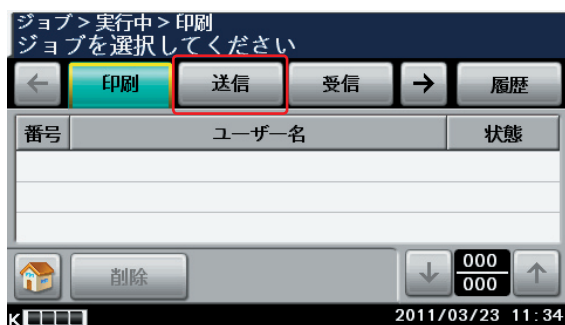 ジョブ > 実行中 > 印刷
ジョブを選択してください
← 印刷 送信 受信 → 履歴
番号 ユーザー名 状態
削除 ↓ 000 ↑
000
K 2011/03/23 11:34